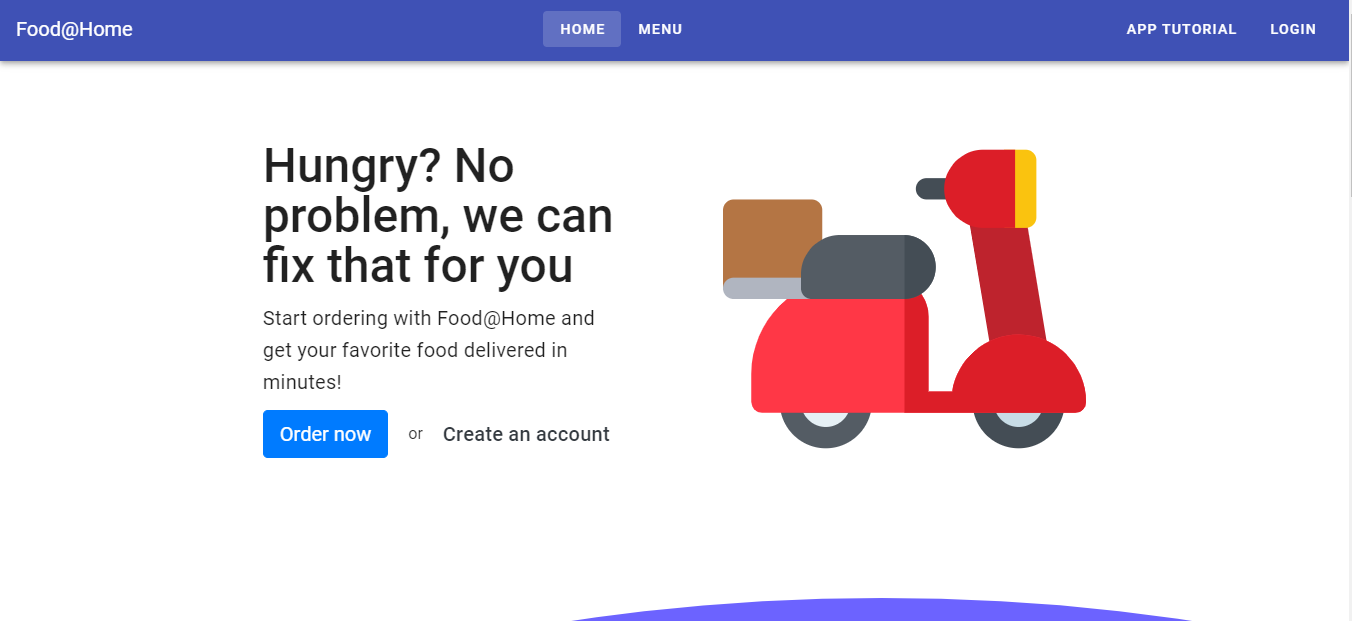 Food@Home
HOME
MENU
APP TUTORIAL
LOGIN
Hungry? No
problem, we can
fix that for you
Start ordering with Food@Home and
get your favorite food delivered in
minutes!
Order now
or
Create an account